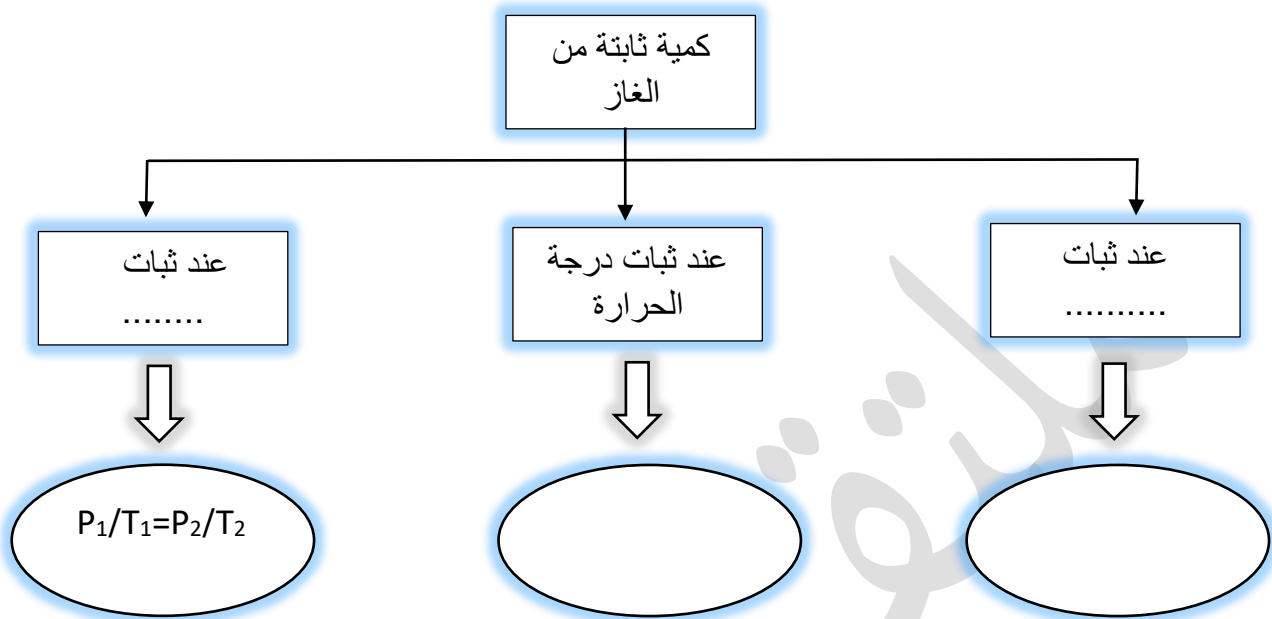 كمية ثابتة من
الغاز
عند ثبات
..........
عند ثبات درجة
الحرارة
عند ثبات
........
P₁/T₁=P₂/T₂